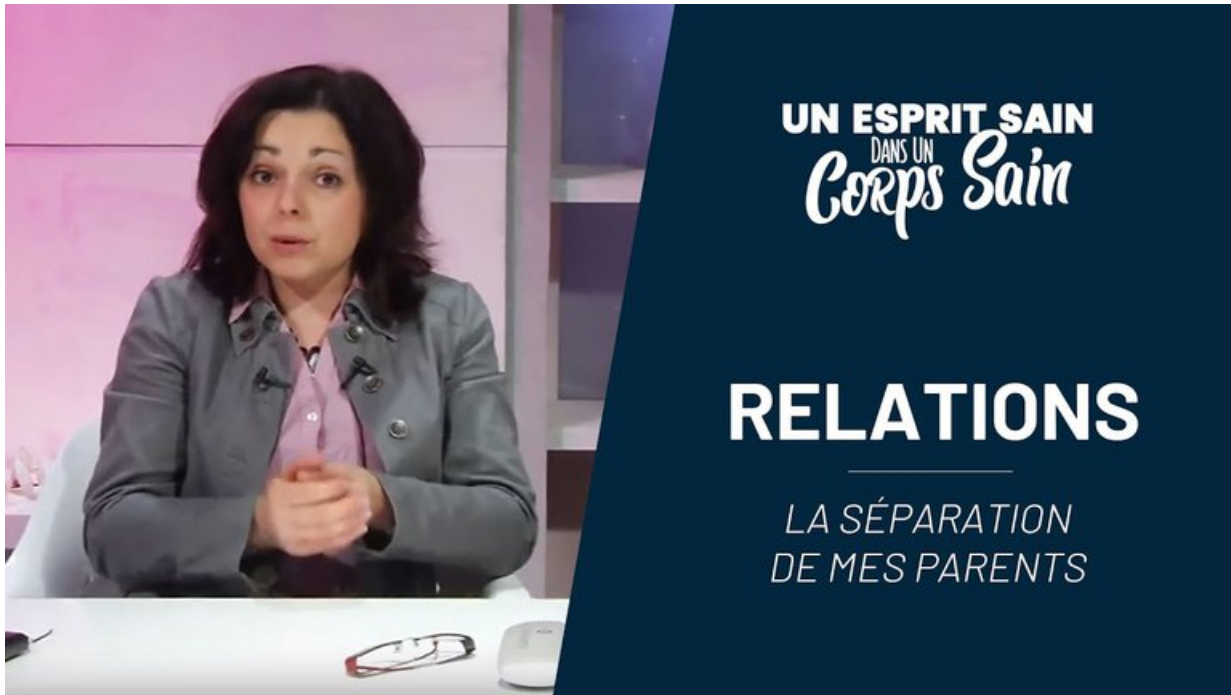 UN ESPRIT SAIN
DANS UN
Corps Sain
RELATIONS
LA SÉPARATION
DE MES PARENTS